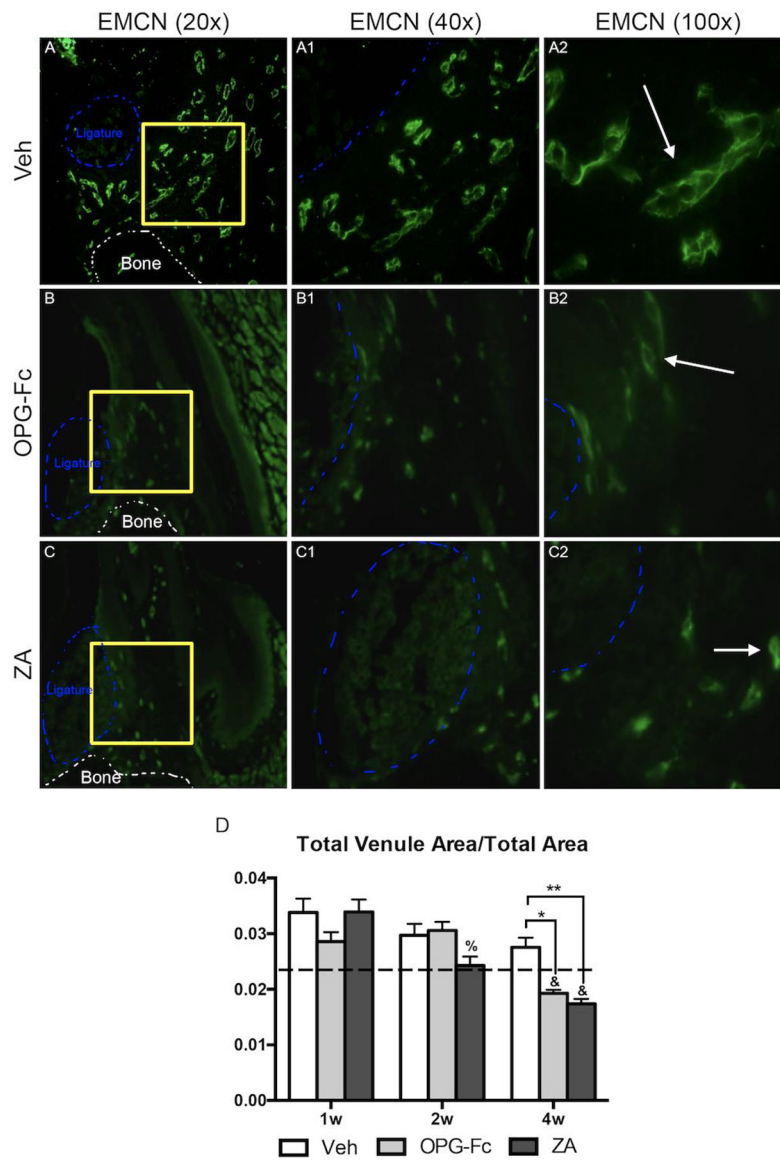 EMCN (20x) EMCN (40x) EMCN (100x)
Veh
A A1 A2
Ligature
Bone
OPG-Fc
B B1 B2
Ligature
Bone
ZA
C C1 C2
Ligature
Bone
D
Total Venule Area/Total Area
0.04
0.03
0.02
0.01
0.00
%
**
*
&
&
1w 2w 4w
Veh OPG-Fc ZA